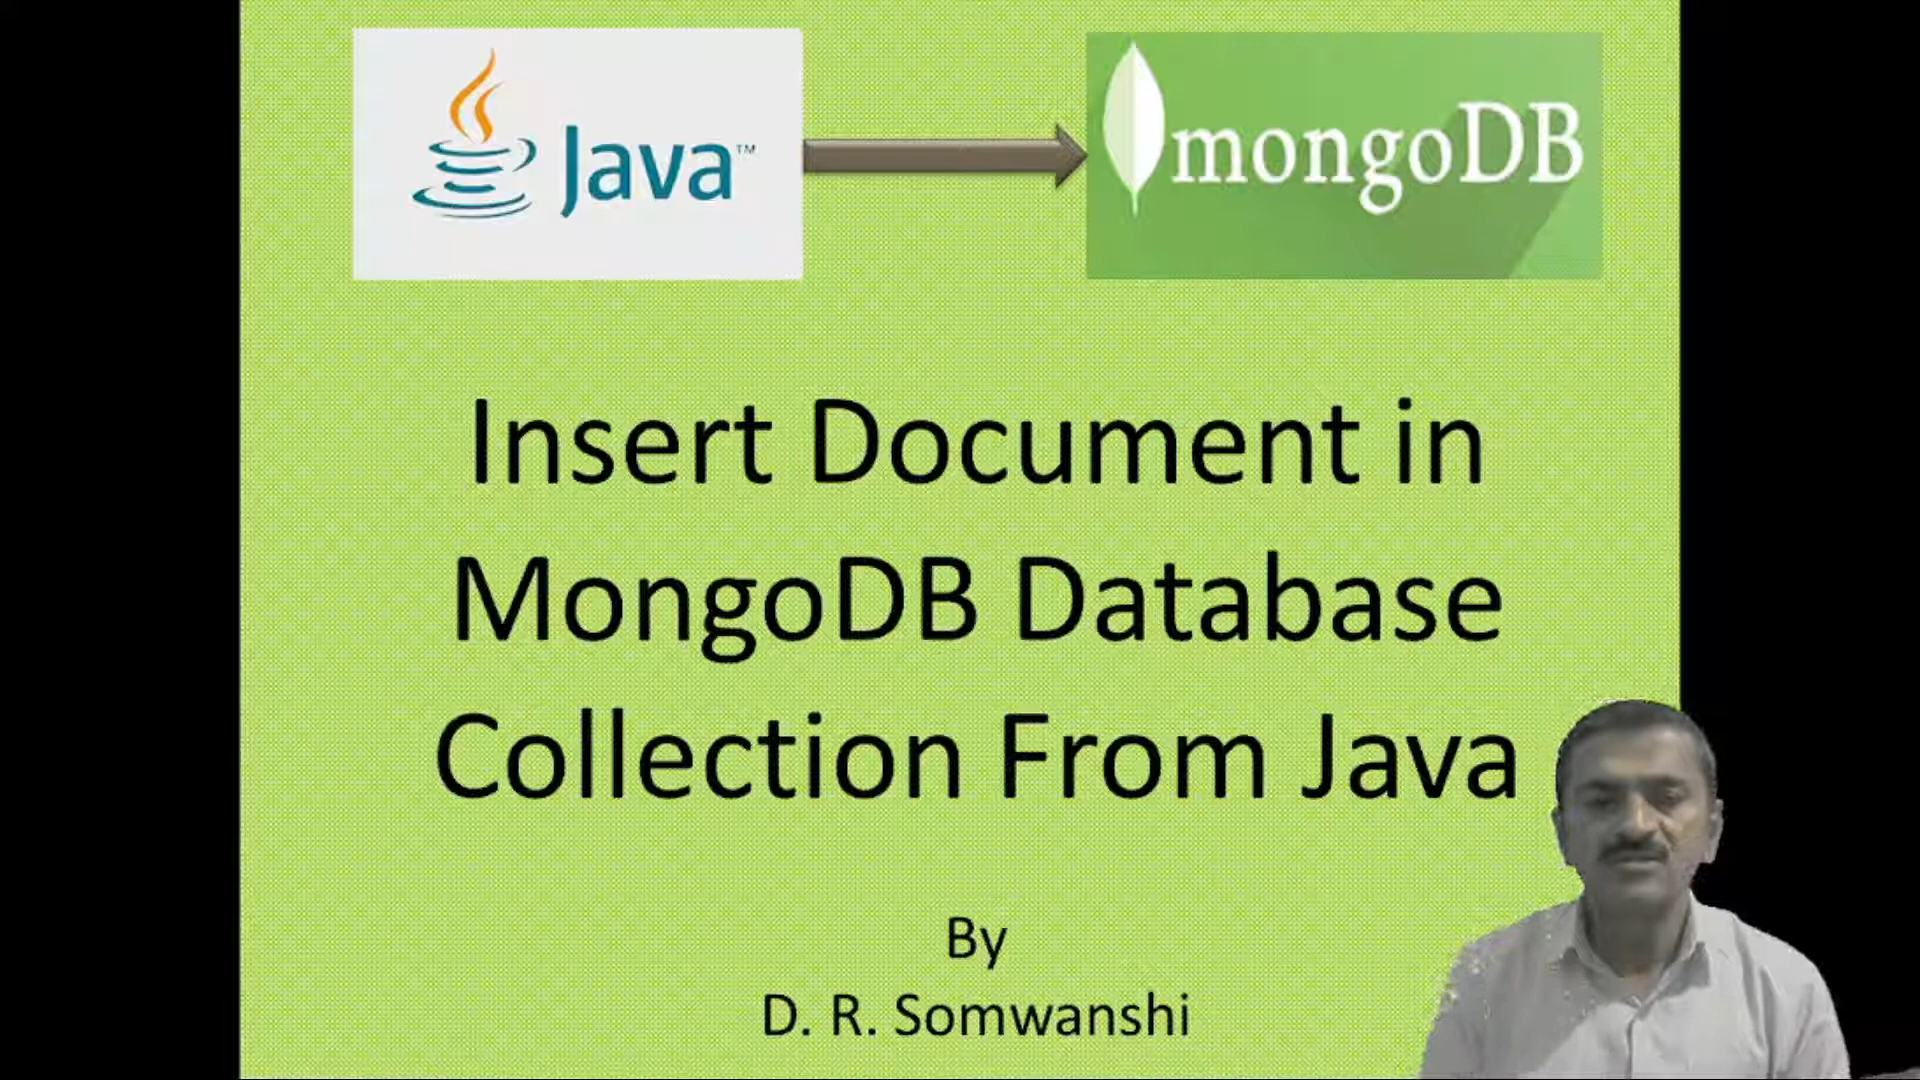 Java™
mongoDB
Insert Document in
MongoDB Database
Collection From Java
By
D. R. Somwanshi